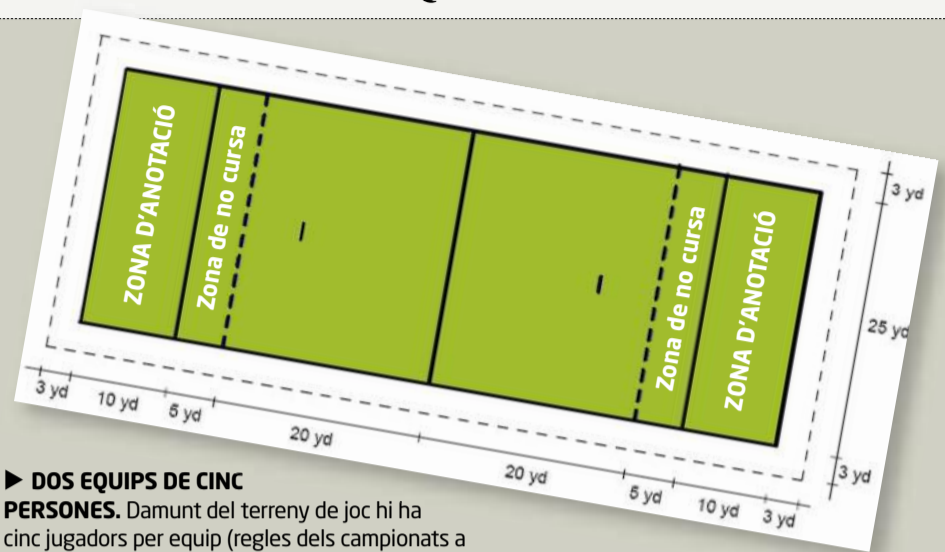 ZONA D'ANOTACIÓ
Zona de no cursa
Zona de no cursa
ZONA D'ANOTACIÓ
3 yd
25 yd
3 yd
3 yd
10 yd
5 yd
20 yd
20 yd
5 yd
10 yd
3 yd
▶ DOS EQUIPS DE CINC
PERSONES. Damunt del terreny de joc hi ha
cinc jugadors per equip (regles dels campionats a